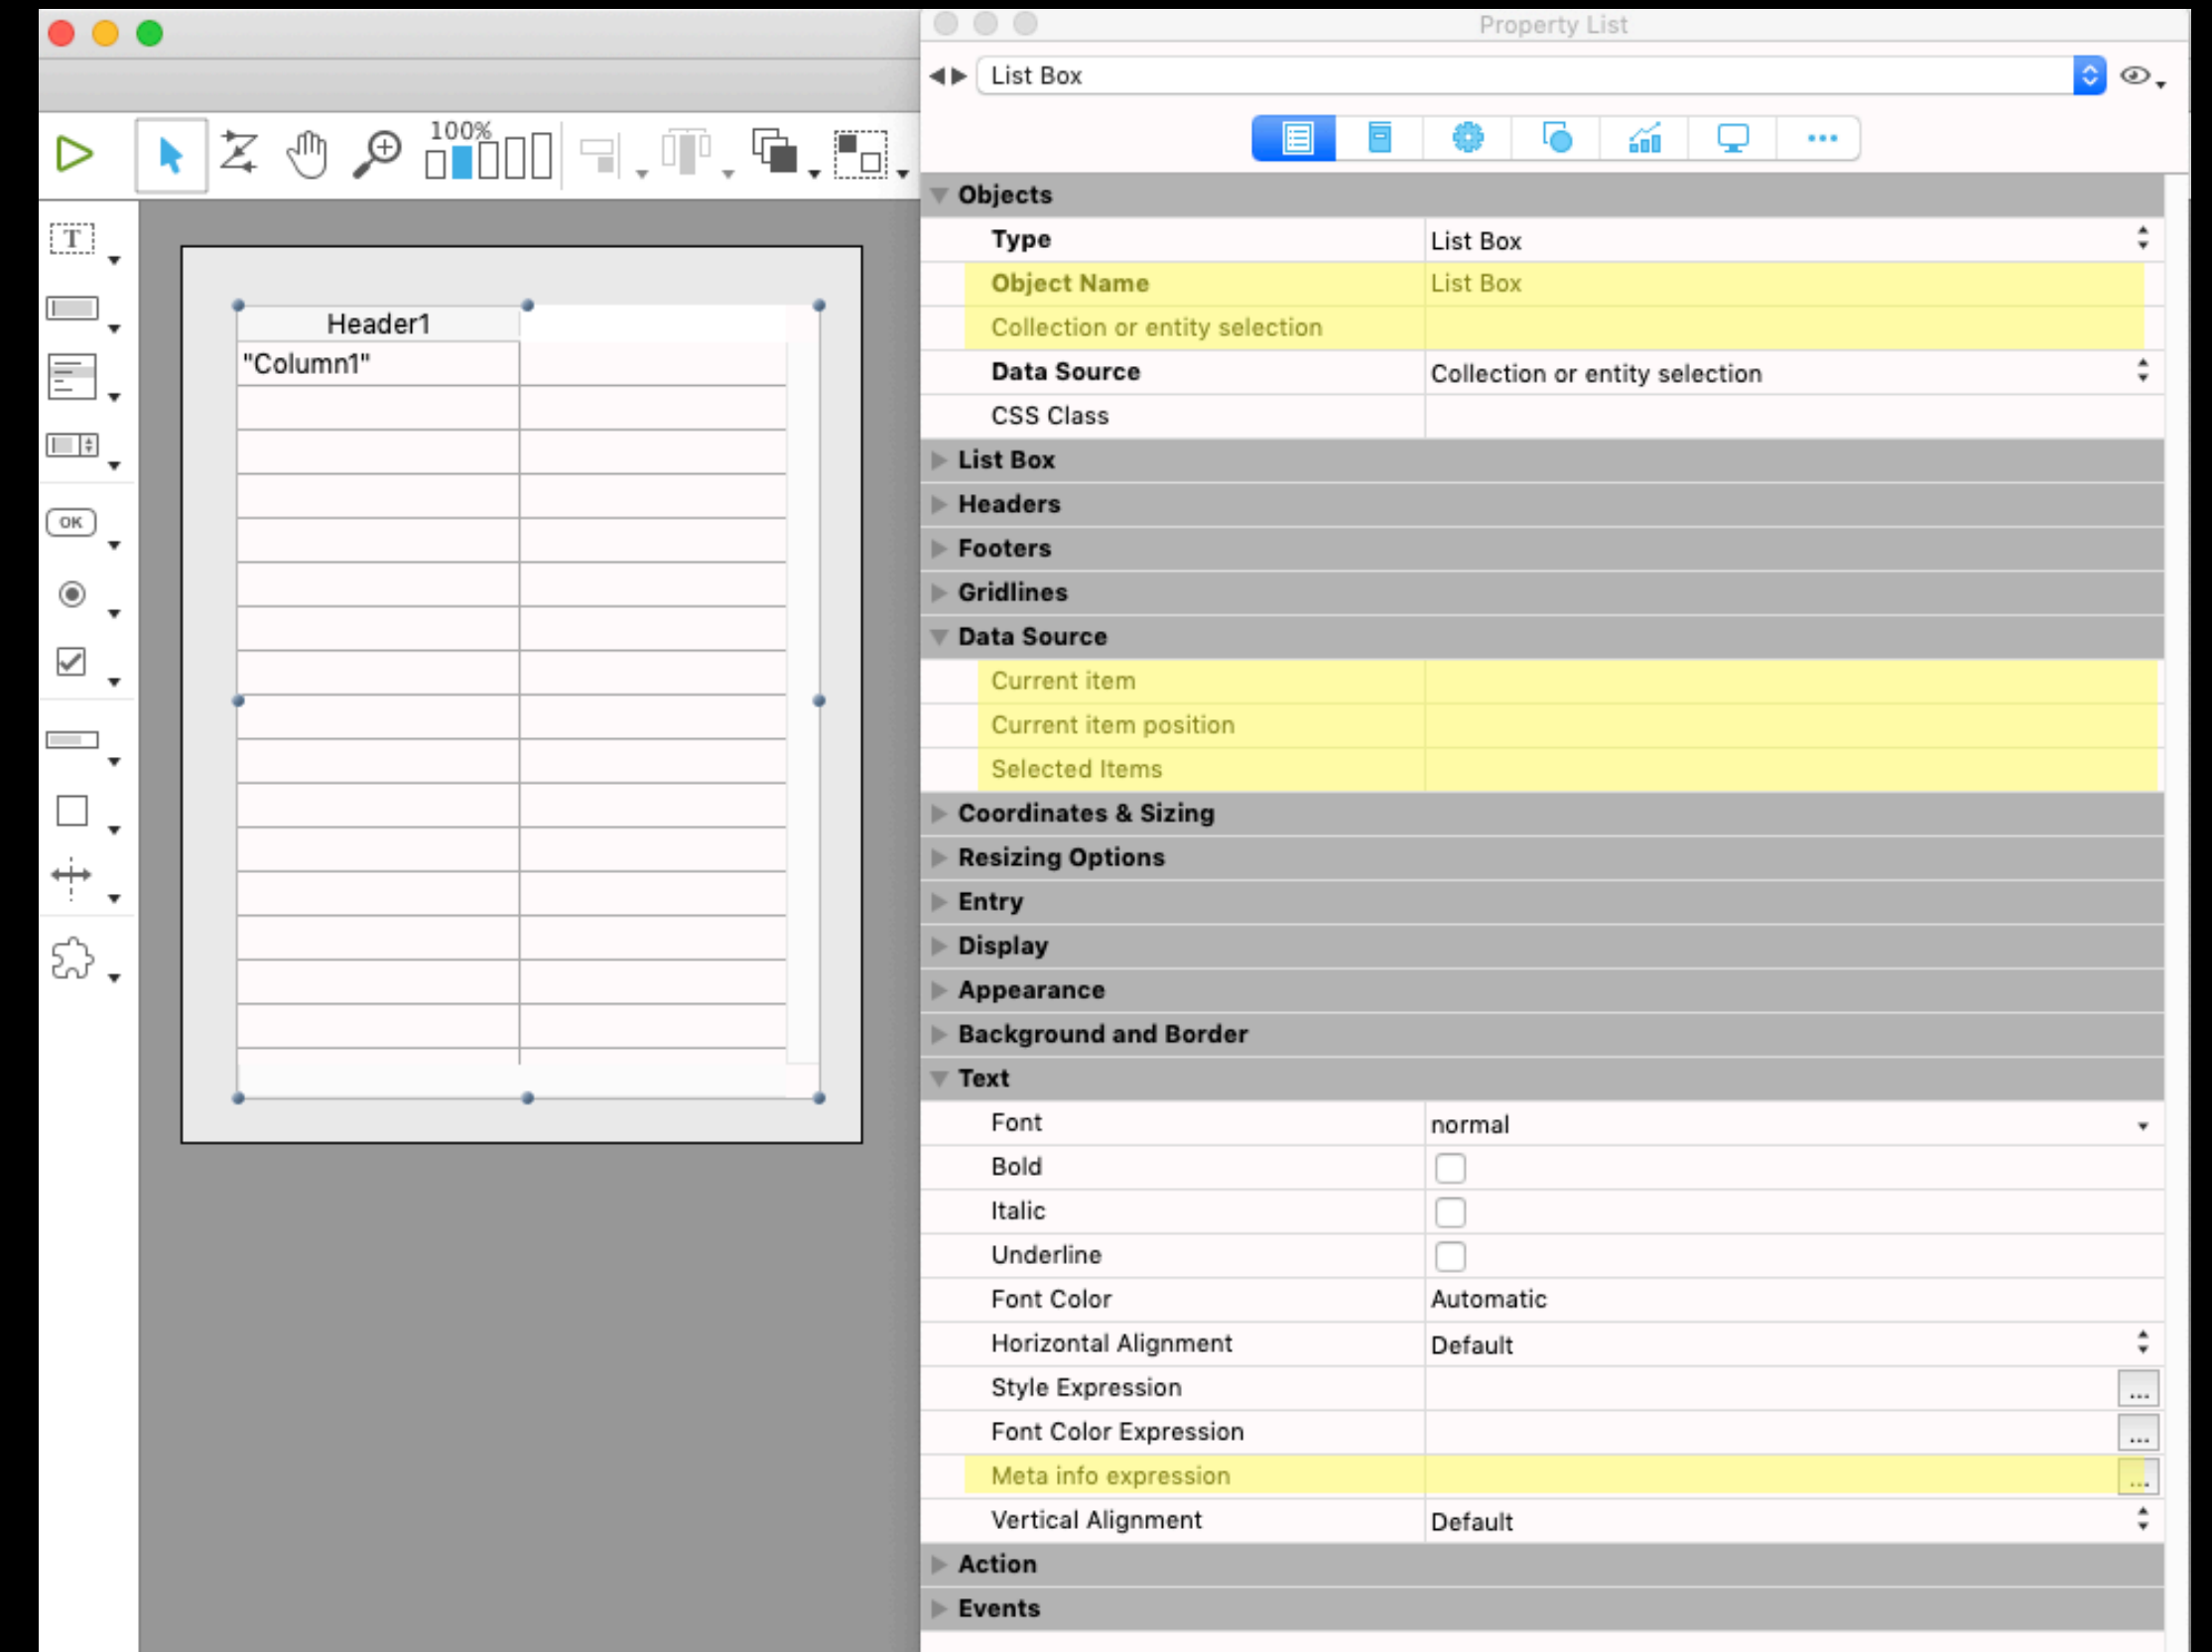 Property List
List Box
100%
Objects
Type List Box
T
Object Name List Box
Header1
Collection or entity selection
"Column1"
Data Source Collection or entity selection
CSS Class
List Box
Headers
OK
Footers
Gridlines
Data Source
Current item
Current item position
Selected Items
Coordinates & Sizing
Resizing Options
Entry
Display
Appearance
Background and Border
Text
Font normal
Bold
Italic
Underline
Font Color Automatic
Horizontal Alignment Default
Style Expression ...
Font Color Expression ...
Meta info expression ...
Vertical Alignment Default
Action
Events